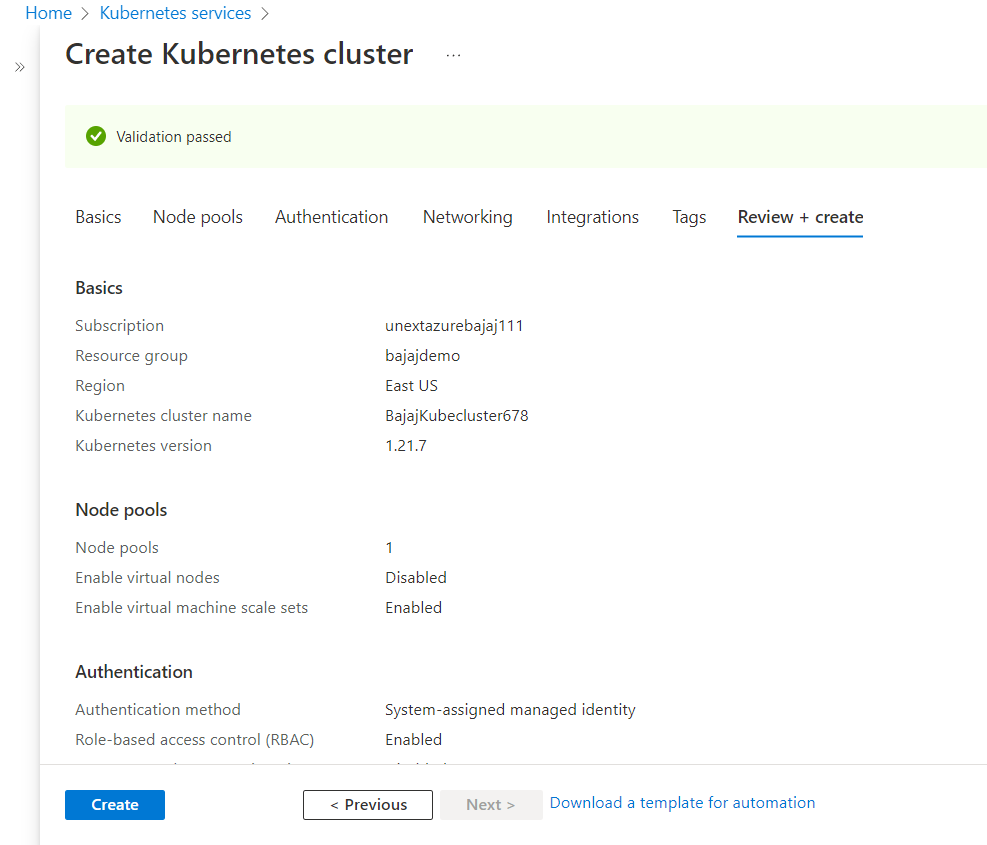 Home > Kubernetes services >
Create Kubernetes cluster ...
»
Validation passed
Basics Node pools Authentication Networking Integrations Tags Review + create
Basics
Subscription unextazurebajaj111
Resource group bajajdemo
Region East US
Kubernetes cluster name BajajKubecluster678
Kubernetes version 1.21.7
Node pools
Node pools 1
Enable virtual nodes Disabled
Enable virtual machine scale sets Enabled
Authentication
Authentication method System-assigned managed identity
Role-based access control (RBAC) Enabled
Create < Previous Next > Download a template for automation